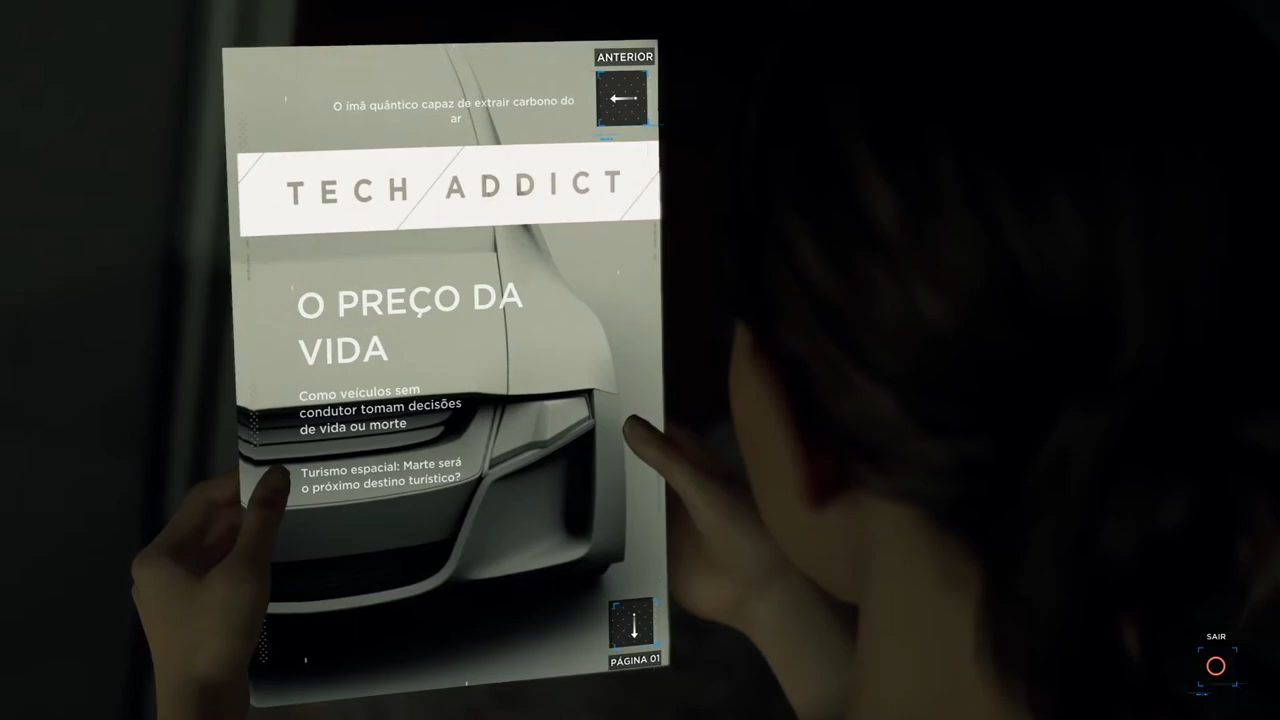 ANTERIOR
O ímã quântico capaz de extrair carbono do
ar
TECH ADDICT
O PREÇO DA
VIDA
Como veículos sem
condutor tomam decisões
de vida ou morte
Turismo espacial: Marte será
o próximo destino turístico?
PÁGINA 01
SAIR